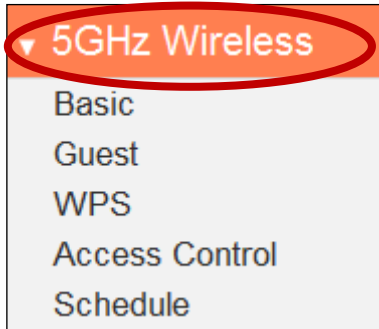 5GHz Wireless
Basic
Guest
WPS
Access Control
Schedule